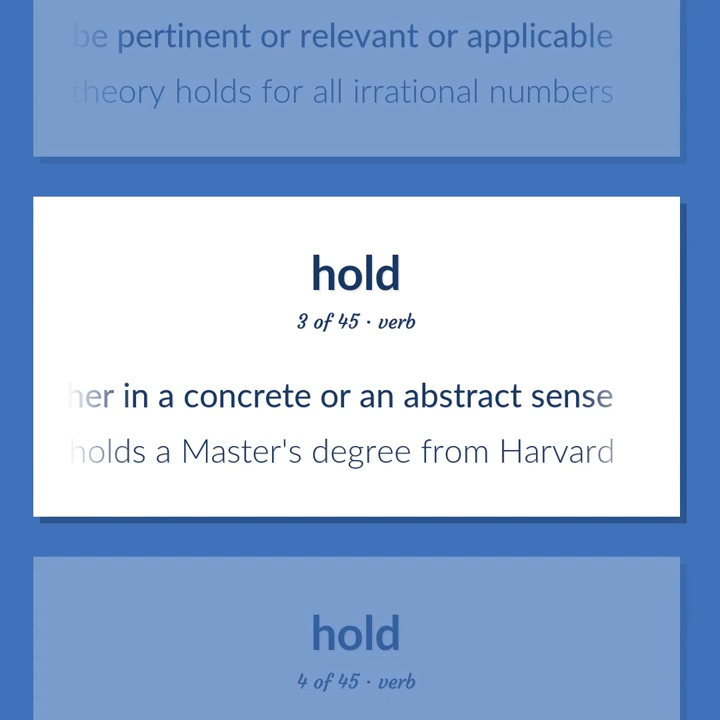 be pertinent or relevant or applicable
theory holds for all irrational numbers
hold
3 of 45 · verb
her in a concrete or an abstract sense
holds a Master's degree from Harvard
hold
4 of 45 · verb